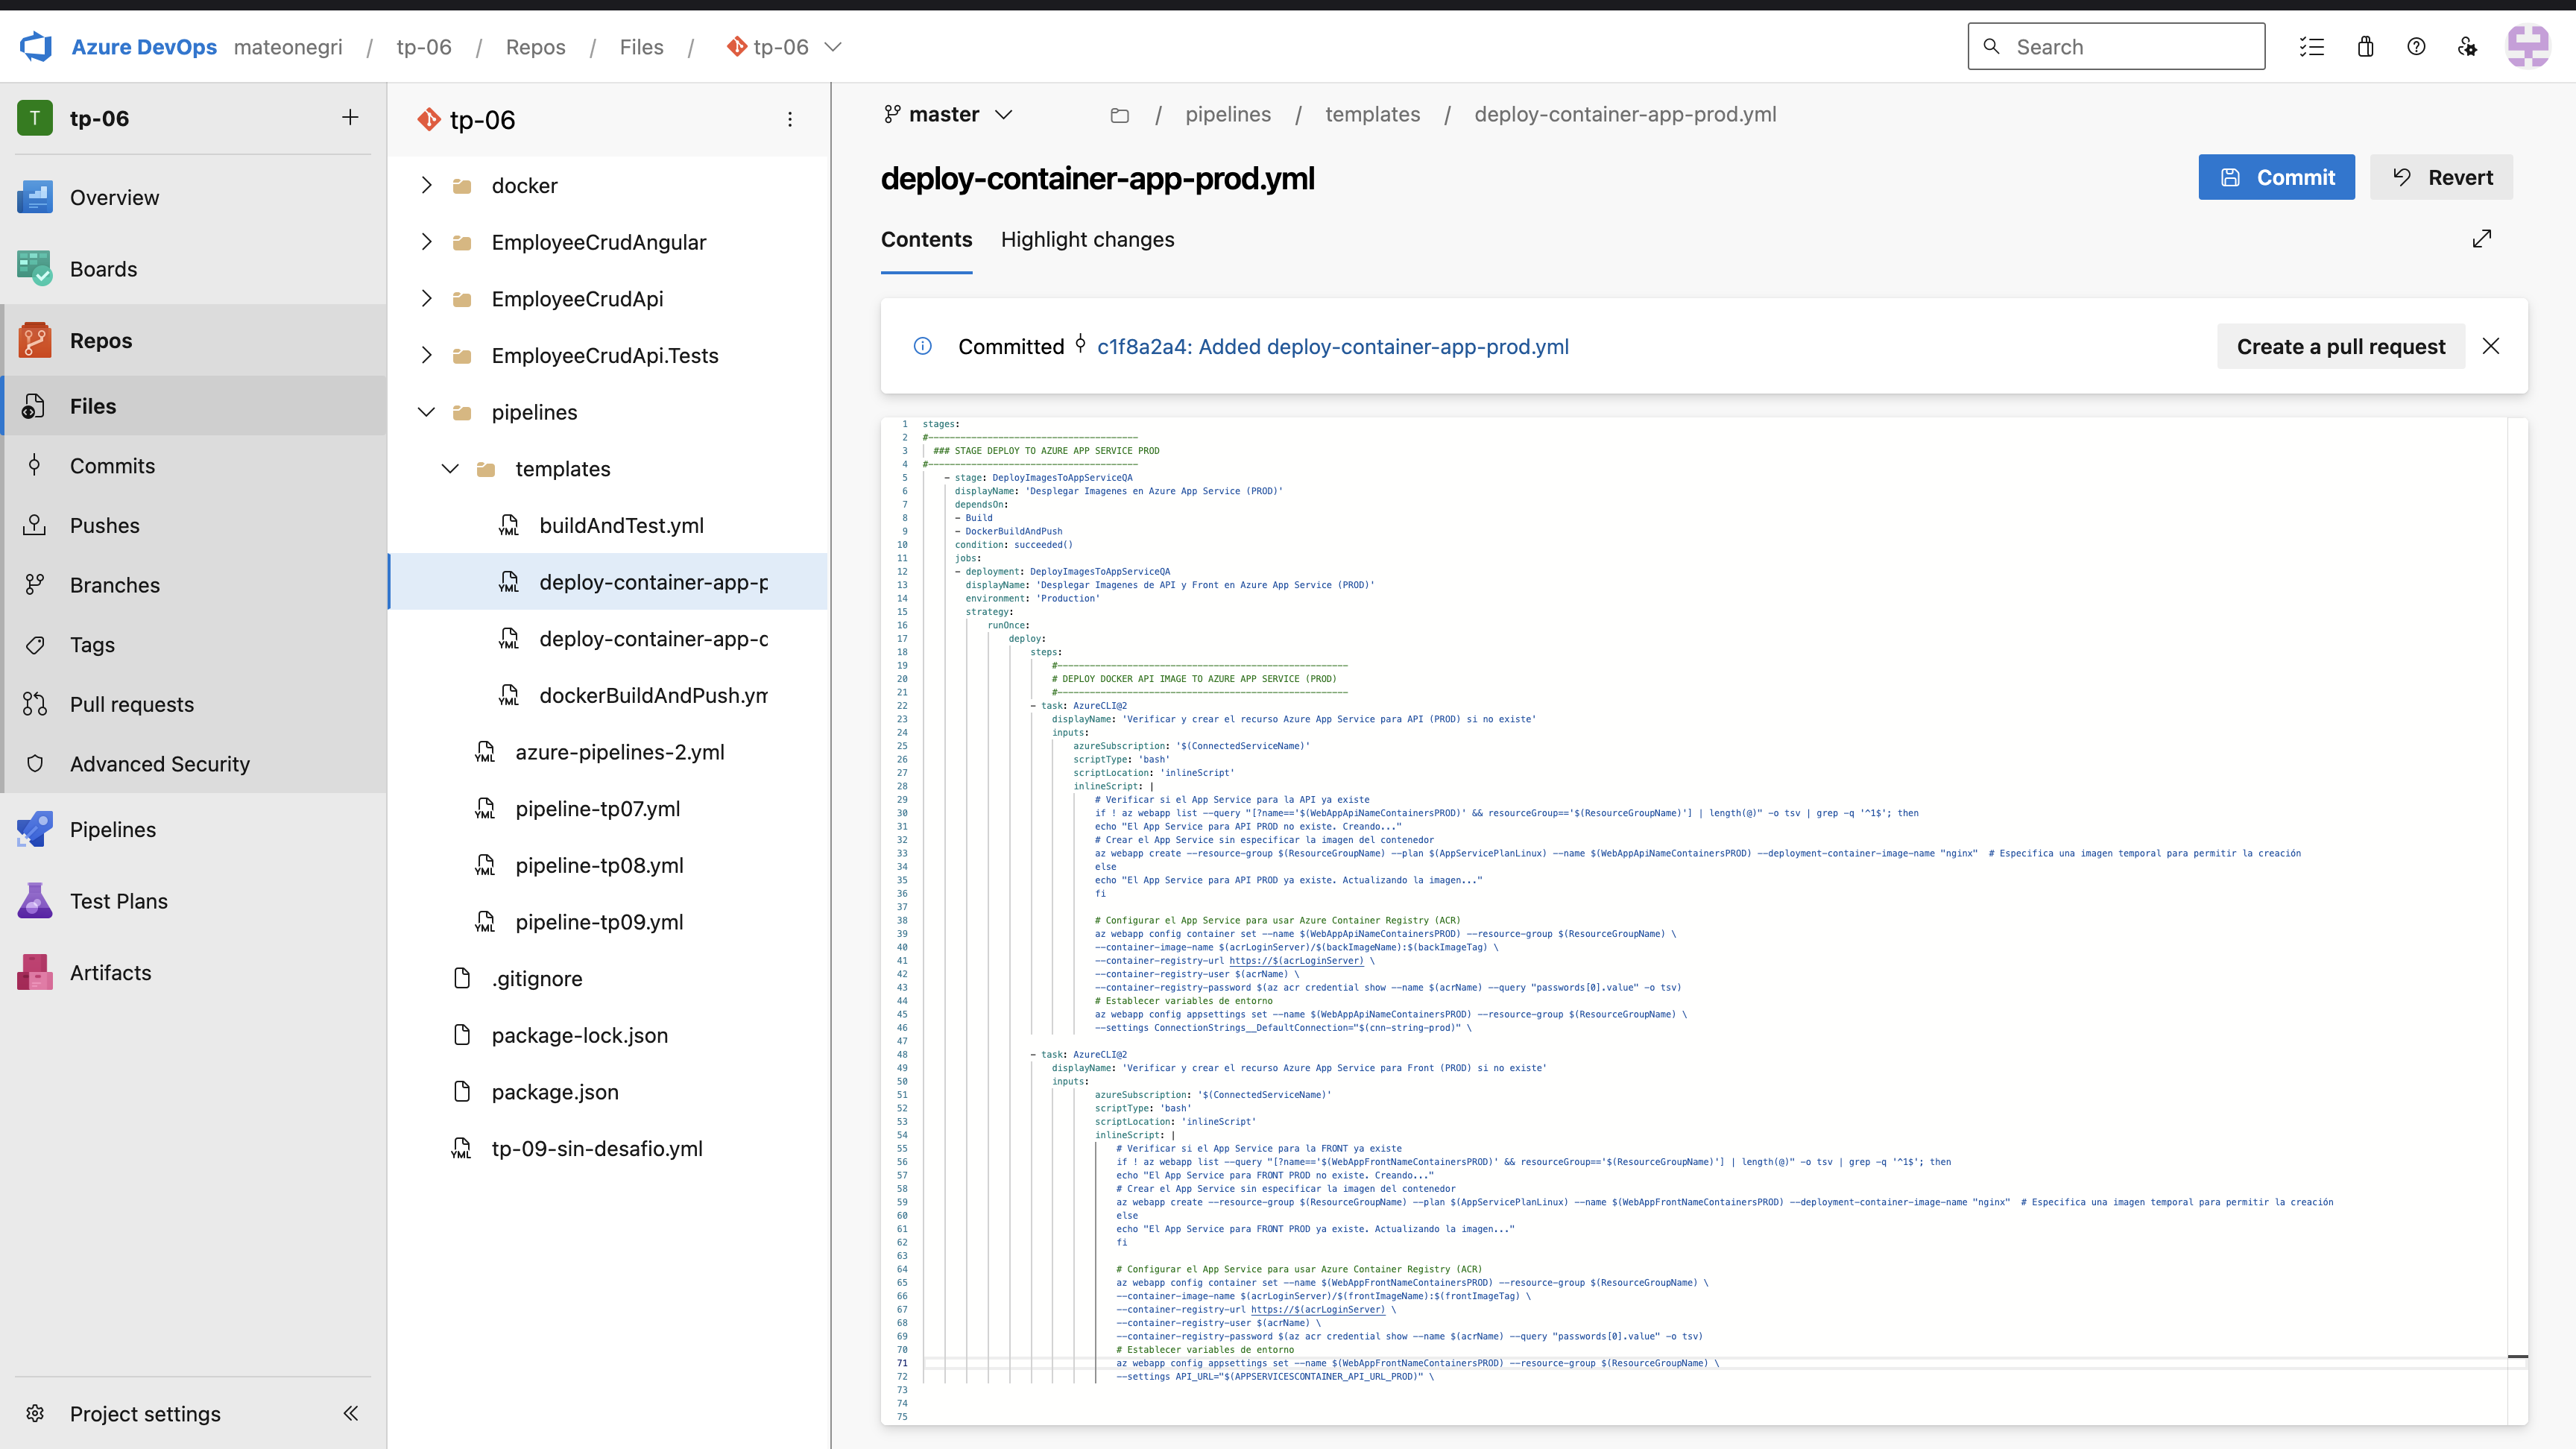 Azure DevOps mateonegri / tp-06 / Repos / Files / tp-06
Search
T tp-06
Overview
Boards
Repos
Files
Commits
Pushes
Branches
Tags
Pull requests
Advanced Security
Pipelines
Test Plans
Artifacts
Project settings
tp-06
docker
EmployeeCrudAngular
EmployeeCrudApi
EmployeeCrudApi.Tests
pipelines
templates
YML buildAndTest.yml
YML deploy-container-app-p
YML deploy-container-app-c
YML dockerBuildAndPush.ym
YML azure-pipelines-2.yml
YML pipeline-tp07.yml
YML pipeline-tp08.yml
YML pipeline-tp09.yml
.gitignore
package-lock.json
package.json
YML tp-09-sin-desafio.yml
master / pipelines / templates / deploy-container-app-prod.yml
deploy-container-app-prod.yml
Commit
Revert
Contents Highlight changes
Committed c1f8a2a4: Added deploy-container-app-prod.yml
Create a pull request
1 stages:
2 #---------------------------------------
3 ### STAGE DEPLOY TO AZURE APP SERVICE PROD
4 #---------------------------------------
5 - stage: DeployImagesToAppServiceQA
6 displayName: 'Desplegar Imagenes en Azure App Service (PROD)'
7 dependsOn:
8 - Build
9 - DockerBuildAndPush
10 condition: succeeded()
11 jobs:
12 - deployment: DeployImagesToAppServiceQA
13 displayName: 'Desplegar Imagenes de API y Front en Azure App Service (PROD)'
14 environment: 'Production'
15 strategy:
16 runOnce:
17 deploy:
18 steps:
19 #------------------------------------------------------
20 # DEPLOY DOCKER API IMAGE TO AZURE APP SERVICE (PROD)
21 #------------------------------------------------------
22 - task: AzureCLI@2
23 displayName: 'Verificar y crear el recurso Azure App Service para API (PROD) si no existe'
24 inputs:
25 azureSubscription: '$(ConnectedServiceName)'
26 scriptType: 'bash'
27 scriptLocation: 'inlineScript'
28 inlineScript: |
29 # Verificar si el App Service para la API ya existe
30 if ! az webapp list --query "[?name=='$(WebAppApiNameContainersPROD)' && resourceGroup=='$(ResourceGroupName)'] | length(@)" -o tsv | grep -q '^1$'; then
31 echo "El App Service para API PROD no existe. Creando..."
32 # Crear el App Service sin especificar la imagen del contenedor
33 az webapp create --resource-group $(ResourceGroupName) --plan $(AppServicePlanLinux) --name $(WebAppApiNameContainersPROD) --deployment-container-image-name "nginx" # Especifica una imagen temporal para permitir la creación
34 else
35 echo "El App Service para API PROD ya existe. Actualizando la imagen..."
36 fi
37
38 # Configurar el App Service para usar Azure Container Registry (ACR)
39 az webapp config container set --name $(WebAppApiNameContainersPROD) --resource-group $(ResourceGroupName) \
40 --container-image-name $(acrLoginServer)/$(backImageName):$(backImageTag) \
41 --container-registry-url https://$(acrLoginServer) \
42 --container-registry-user $(acrName) \
43 --container-registry-password $(az acr credential show --name $(acrName) --query "passwords[0].value" -o tsv)
44 # Establecer variables de entorno
45 az webapp config appsettings set --name $(WebAppApiNameContainersPROD) --resource-group $(ResourceGroupName) \
46 --settings ConnectionStrings__DefaultConnection="$(cnn-string-prod)" \
47
48 - task: AzureCLI@2
49 displayName: 'Verificar y crear el recurso Azure App Service para Front (PROD) si no existe'
50 inputs:
51 azureSubscription: '$(ConnectedServiceName)'
52 scriptType: 'bash'
53 scriptLocation: 'inlineScript'
54 inlineScript: |
55 # Verificar si el App Service para la FRONT ya existe
56 if ! az webapp list --query "[?name=='$(WebAppFrontNameContainersPROD)' && resourceGroup=='$(ResourceGroupName)'] | length(@)" -o tsv | grep -q '^1$'; then
57 echo "El App Service para FRONT PROD no existe. Creando..."
58 # Crear el App Service sin especificar la imagen del contenedor
59 az webapp create --resource-group $(ResourceGroupName) --plan $(AppServicePlanLinux) --name $(WebAppFrontNameContainersPROD) --deployment-container-image-name "nginx" # Especifica una imagen temporal para permitir la creación
60 else
61 echo "El App Service para FRONT PROD ya existe. Actualizando la imagen..."
62 fi
63
64 # Configurar el App Service para usar Azure Container Registry (ACR)
65 az webapp config container set --name $(WebAppFrontNameContainersPROD) --resource-group $(ResourceGroupName) \
66 --container-image-name $(acrLoginServer)/$(frontImageName):$(frontImageTag) \
67 --container-registry-url https://$(acrLoginServer) \
68 --container-registry-user $(acrName) \
69 --container-registry-password $(az acr credential show --name $(acrName) --query "passwords[0].value" -o tsv)
70 # Establecer variables de entorno
71 az webapp config appsettings set --name $(WebAppFrontNameContainersPROD) --resource-group $(ResourceGroupName) \
72 --settings API_URL="$(APPSERVICESCONTAINER_API_URL_PROD)" \
73
74
75